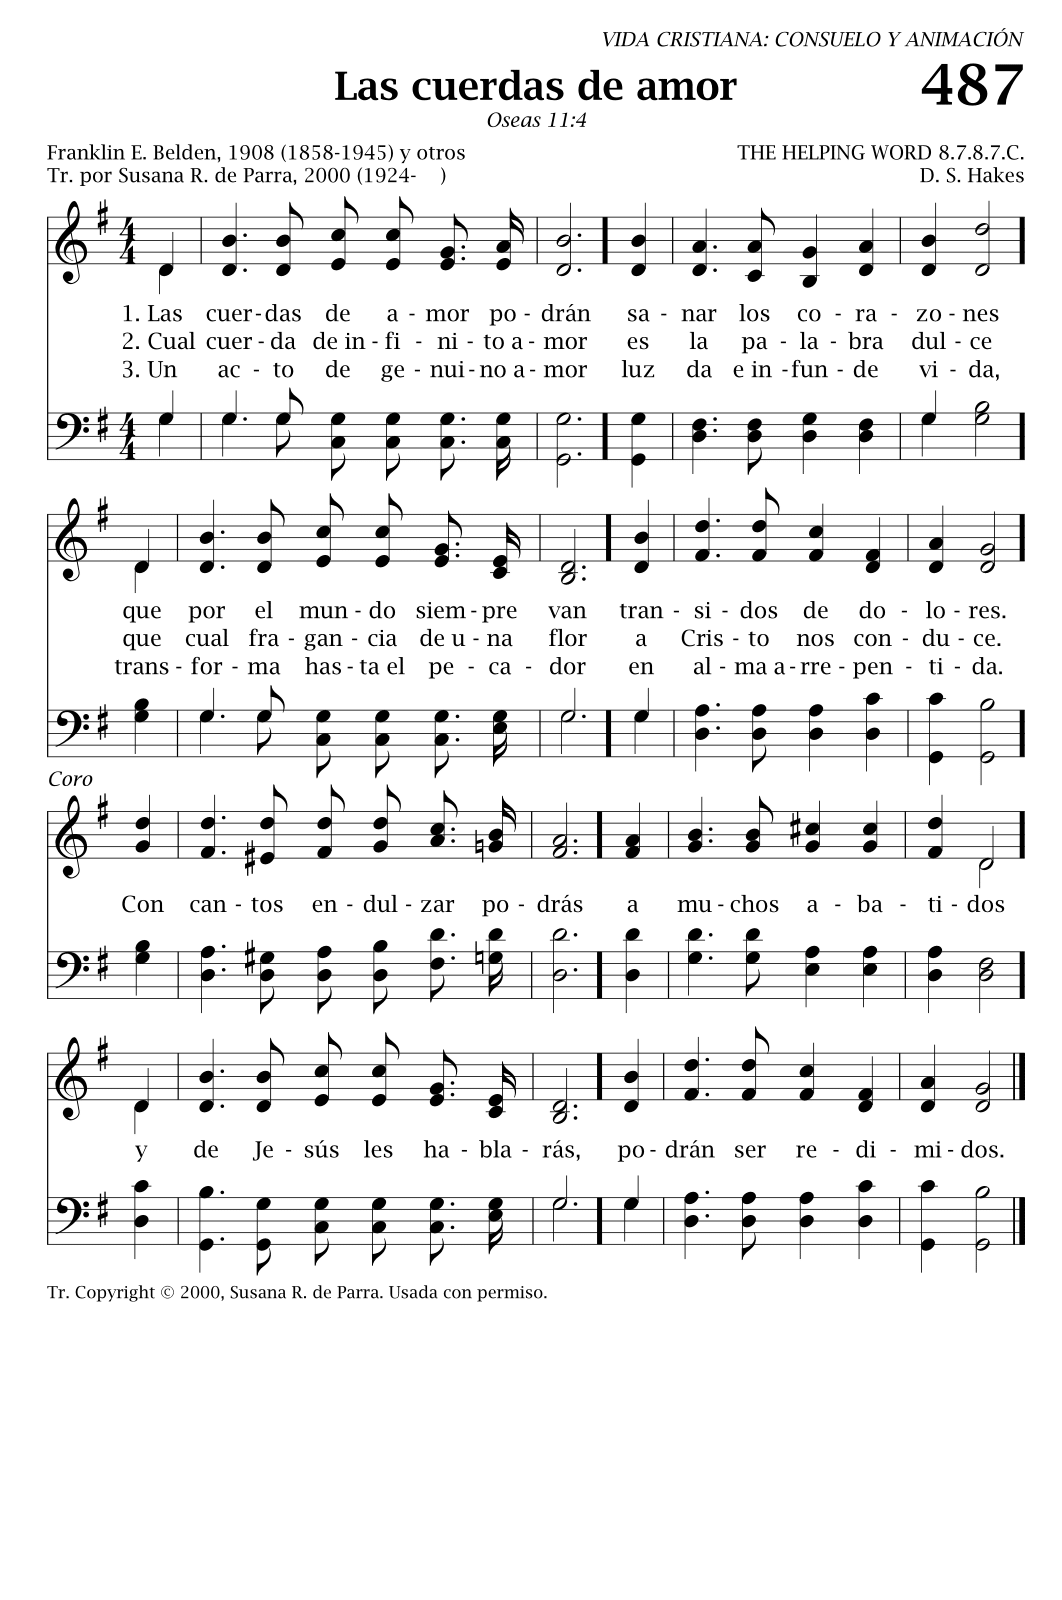 VIDA CRISTIANA: CONSUELO Y ANIMACIÓN
Las cuerdas de amor
487
Oseas 11:4
Franklin E. Belden, 1908 (1858-1945) y otros
THE HELPING WORD 8.7.8.7.C.
Tr. por Susana R. de Parra, 2000 (1924-    )
D. S. Hakes
1. Las cuer - das de a - mor po - drán sa - nar los co - ra - zo - nes
2. Cual cuer - da de in - fi - ni - to a - mor es la pa - la - bra dul - ce
3. Un ac - to de ge - nui - no a - mor luz da e in - fun - de vi - da,
que por el mun - do siem - pre van tran - si - dos de do - lo - res.
que cual fra - gan - cia de u - na flor a Cris - to nos con - du - ce.
trans - for - ma has - ta el pe - ca - dor en al - ma a - rre - pen - ti - da.
Coro
Con can - tos en - dul - zar po - drás a mu - chos a - ba - ti - dos
y de Je - sús les ha - bla - rás, po - drán ser re - di - mi - dos.
Tr. Copyright © 2000, Susana R. de Parra. Usada con permiso.